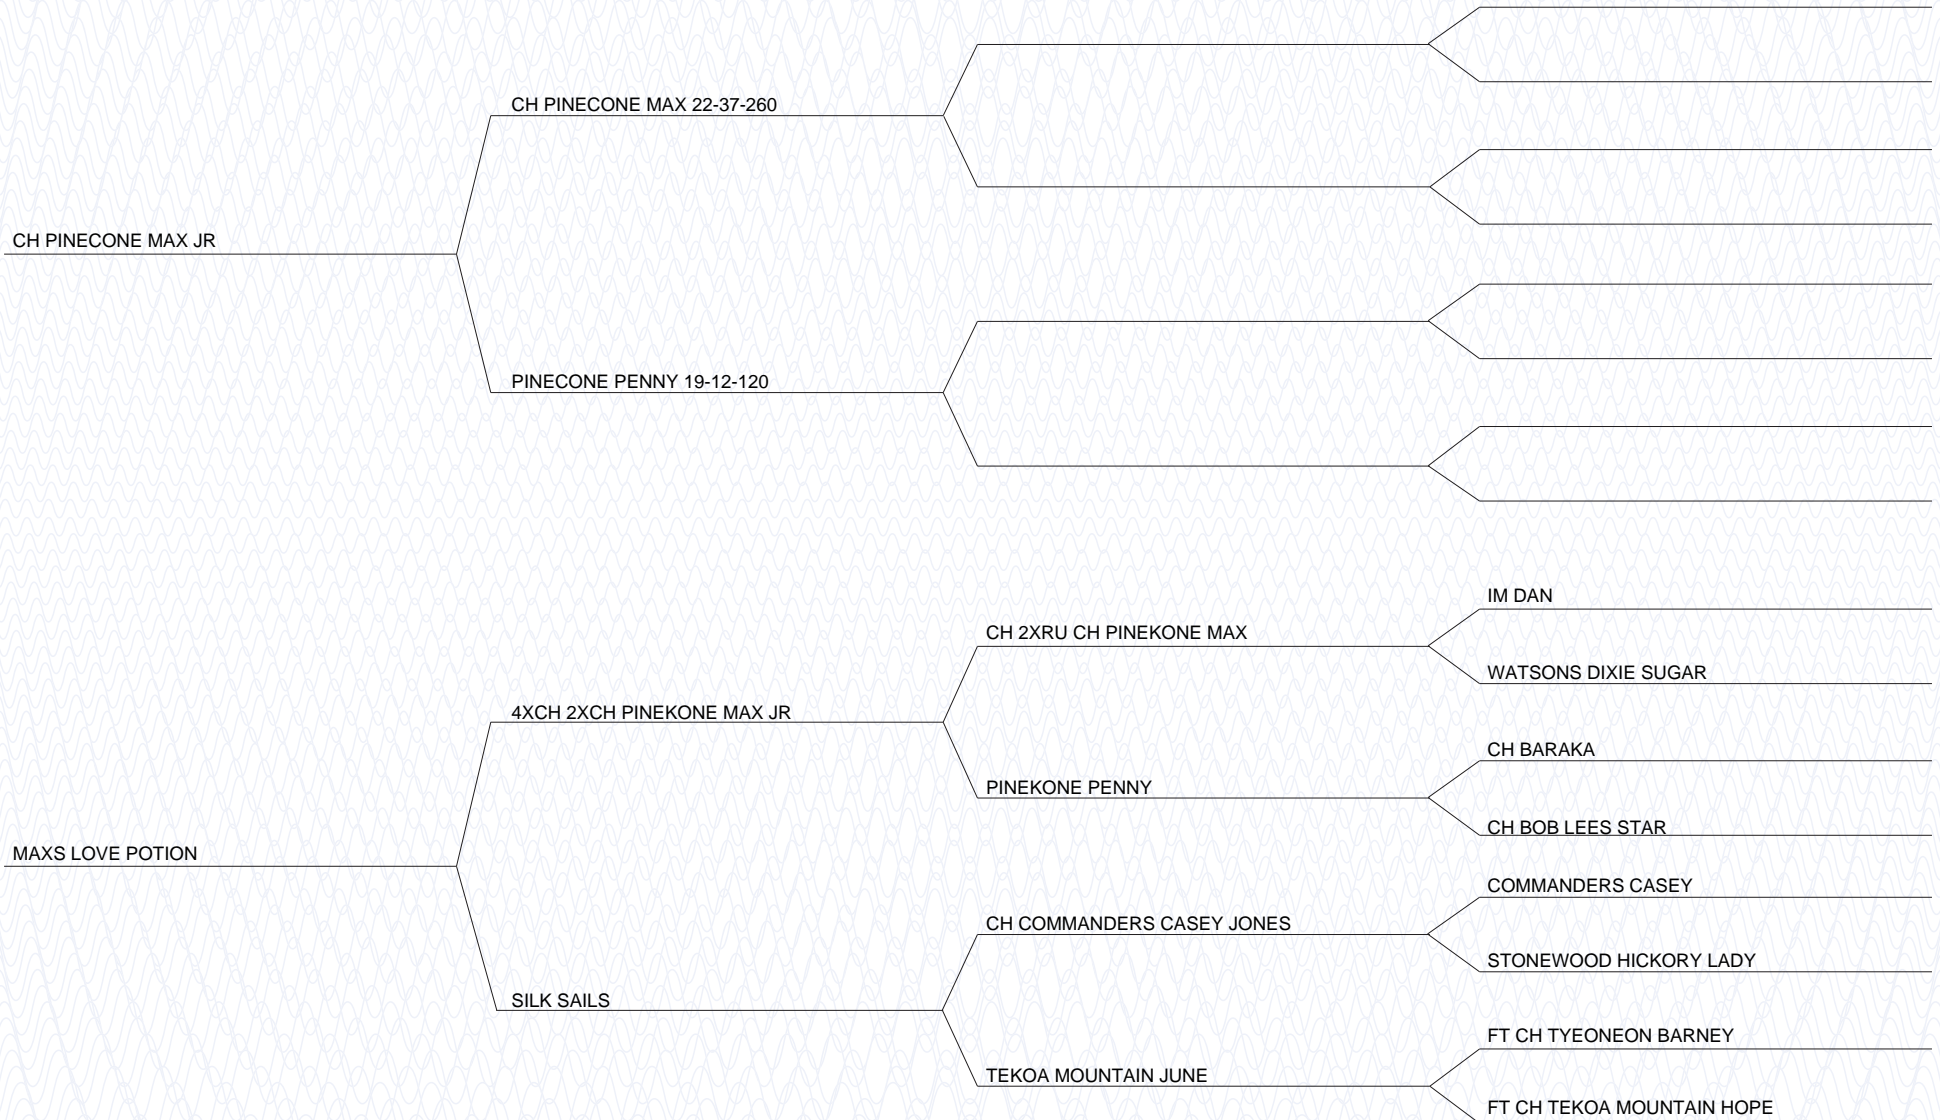 CH PINECONE MAX 22-37-260
CH PINECONE MAX JR
PINECONE PENNY 19-12-120
IM DAN
CH 2XRU CH PINEKONE MAX
WATSONS DIXIE SUGAR
4XCH 2XCH PINEKONE MAX JR
CH BARAKA
PINEKONE PENNY
CH BOB LEES STAR
MAXS LOVE POTION
COMMANDERS CASEY
CH COMMANDERS CASEY JONES
STONEWOOD HICKORY LADY
SILK SAILS
FT CH TYEONEON BARNEY
TEKOA MOUNTAIN JUNE
FT CH TEKOA MOUNTAIN HOPE